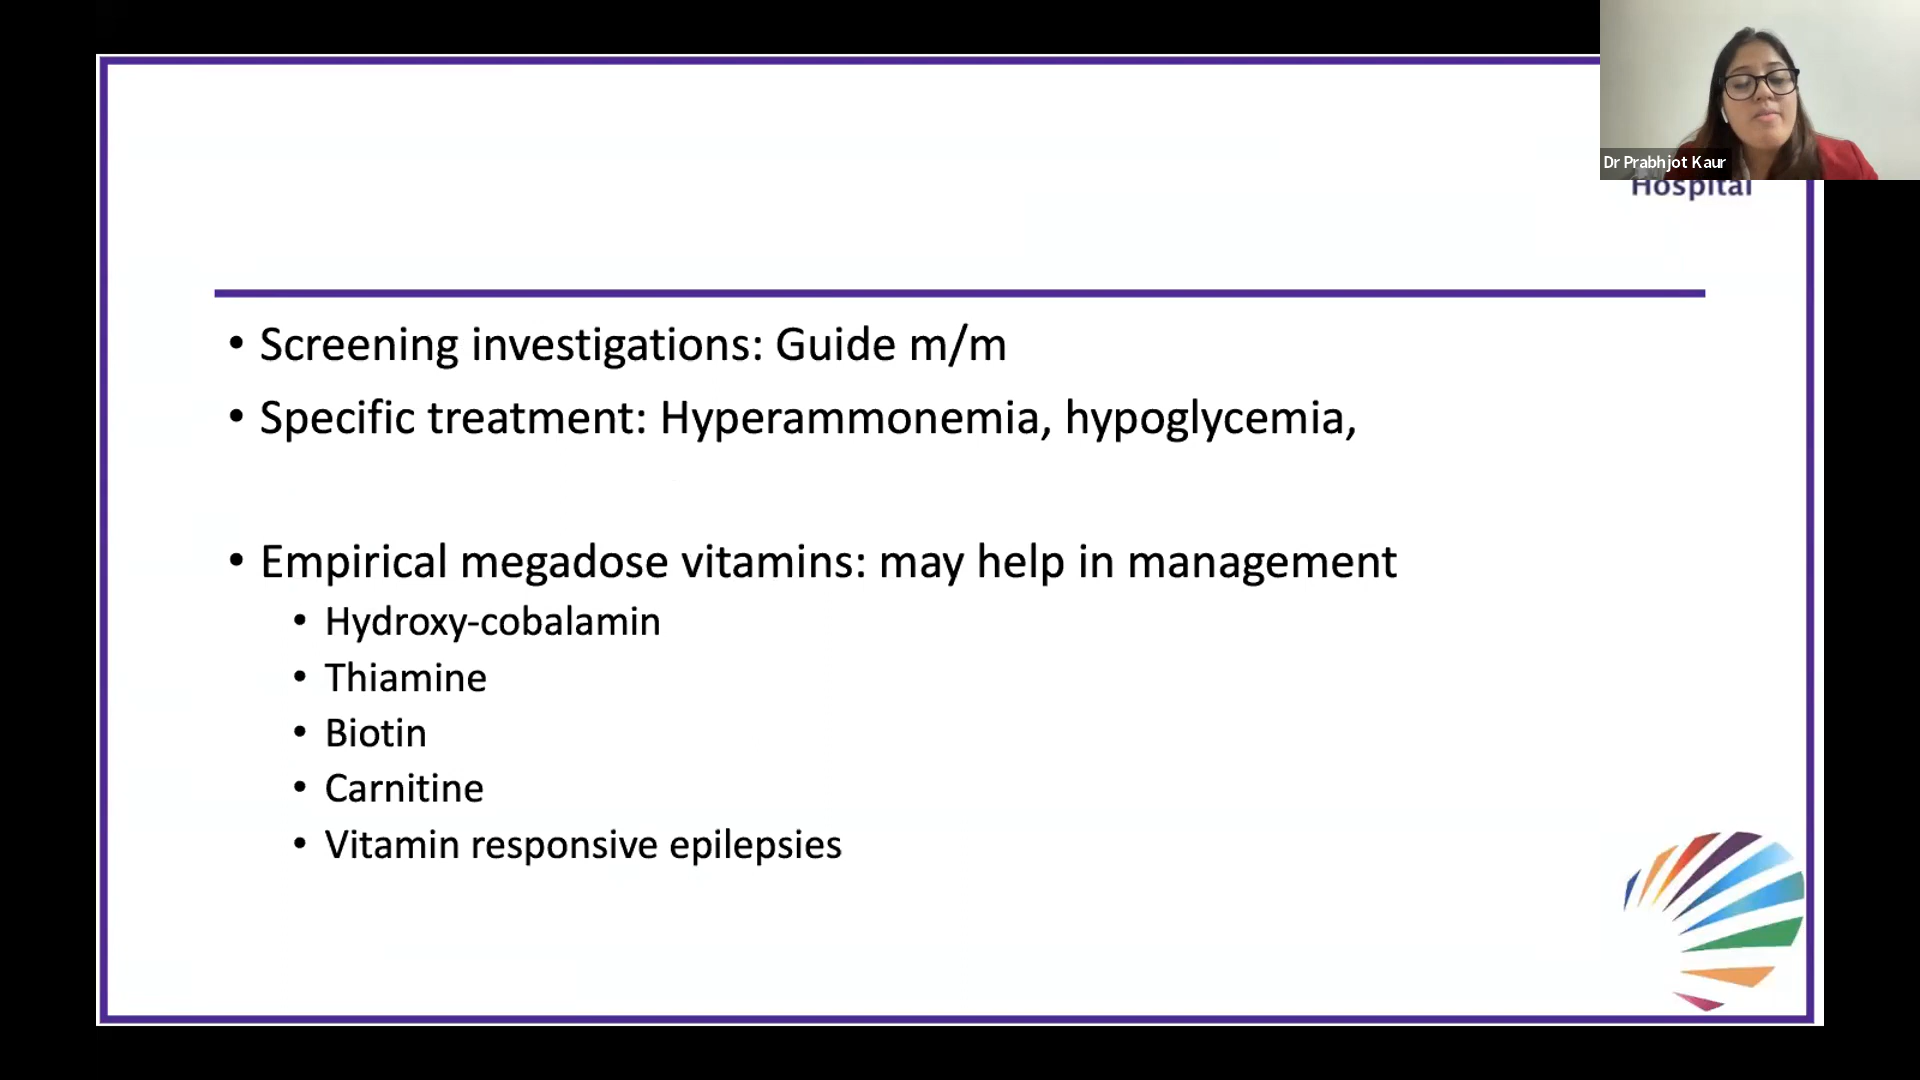 Dr Prabhjot Kaur
Hospital
• Screening investigations: Guide m/m
• Specific treatment: Hyperammonemia, hypoglycemia,
• Empirical megadose vitamins: may help in management
• Hydroxy-cobalamin
• Thiamine
• Biotin
• Carnitine
• Vitamin responsive epilepsies